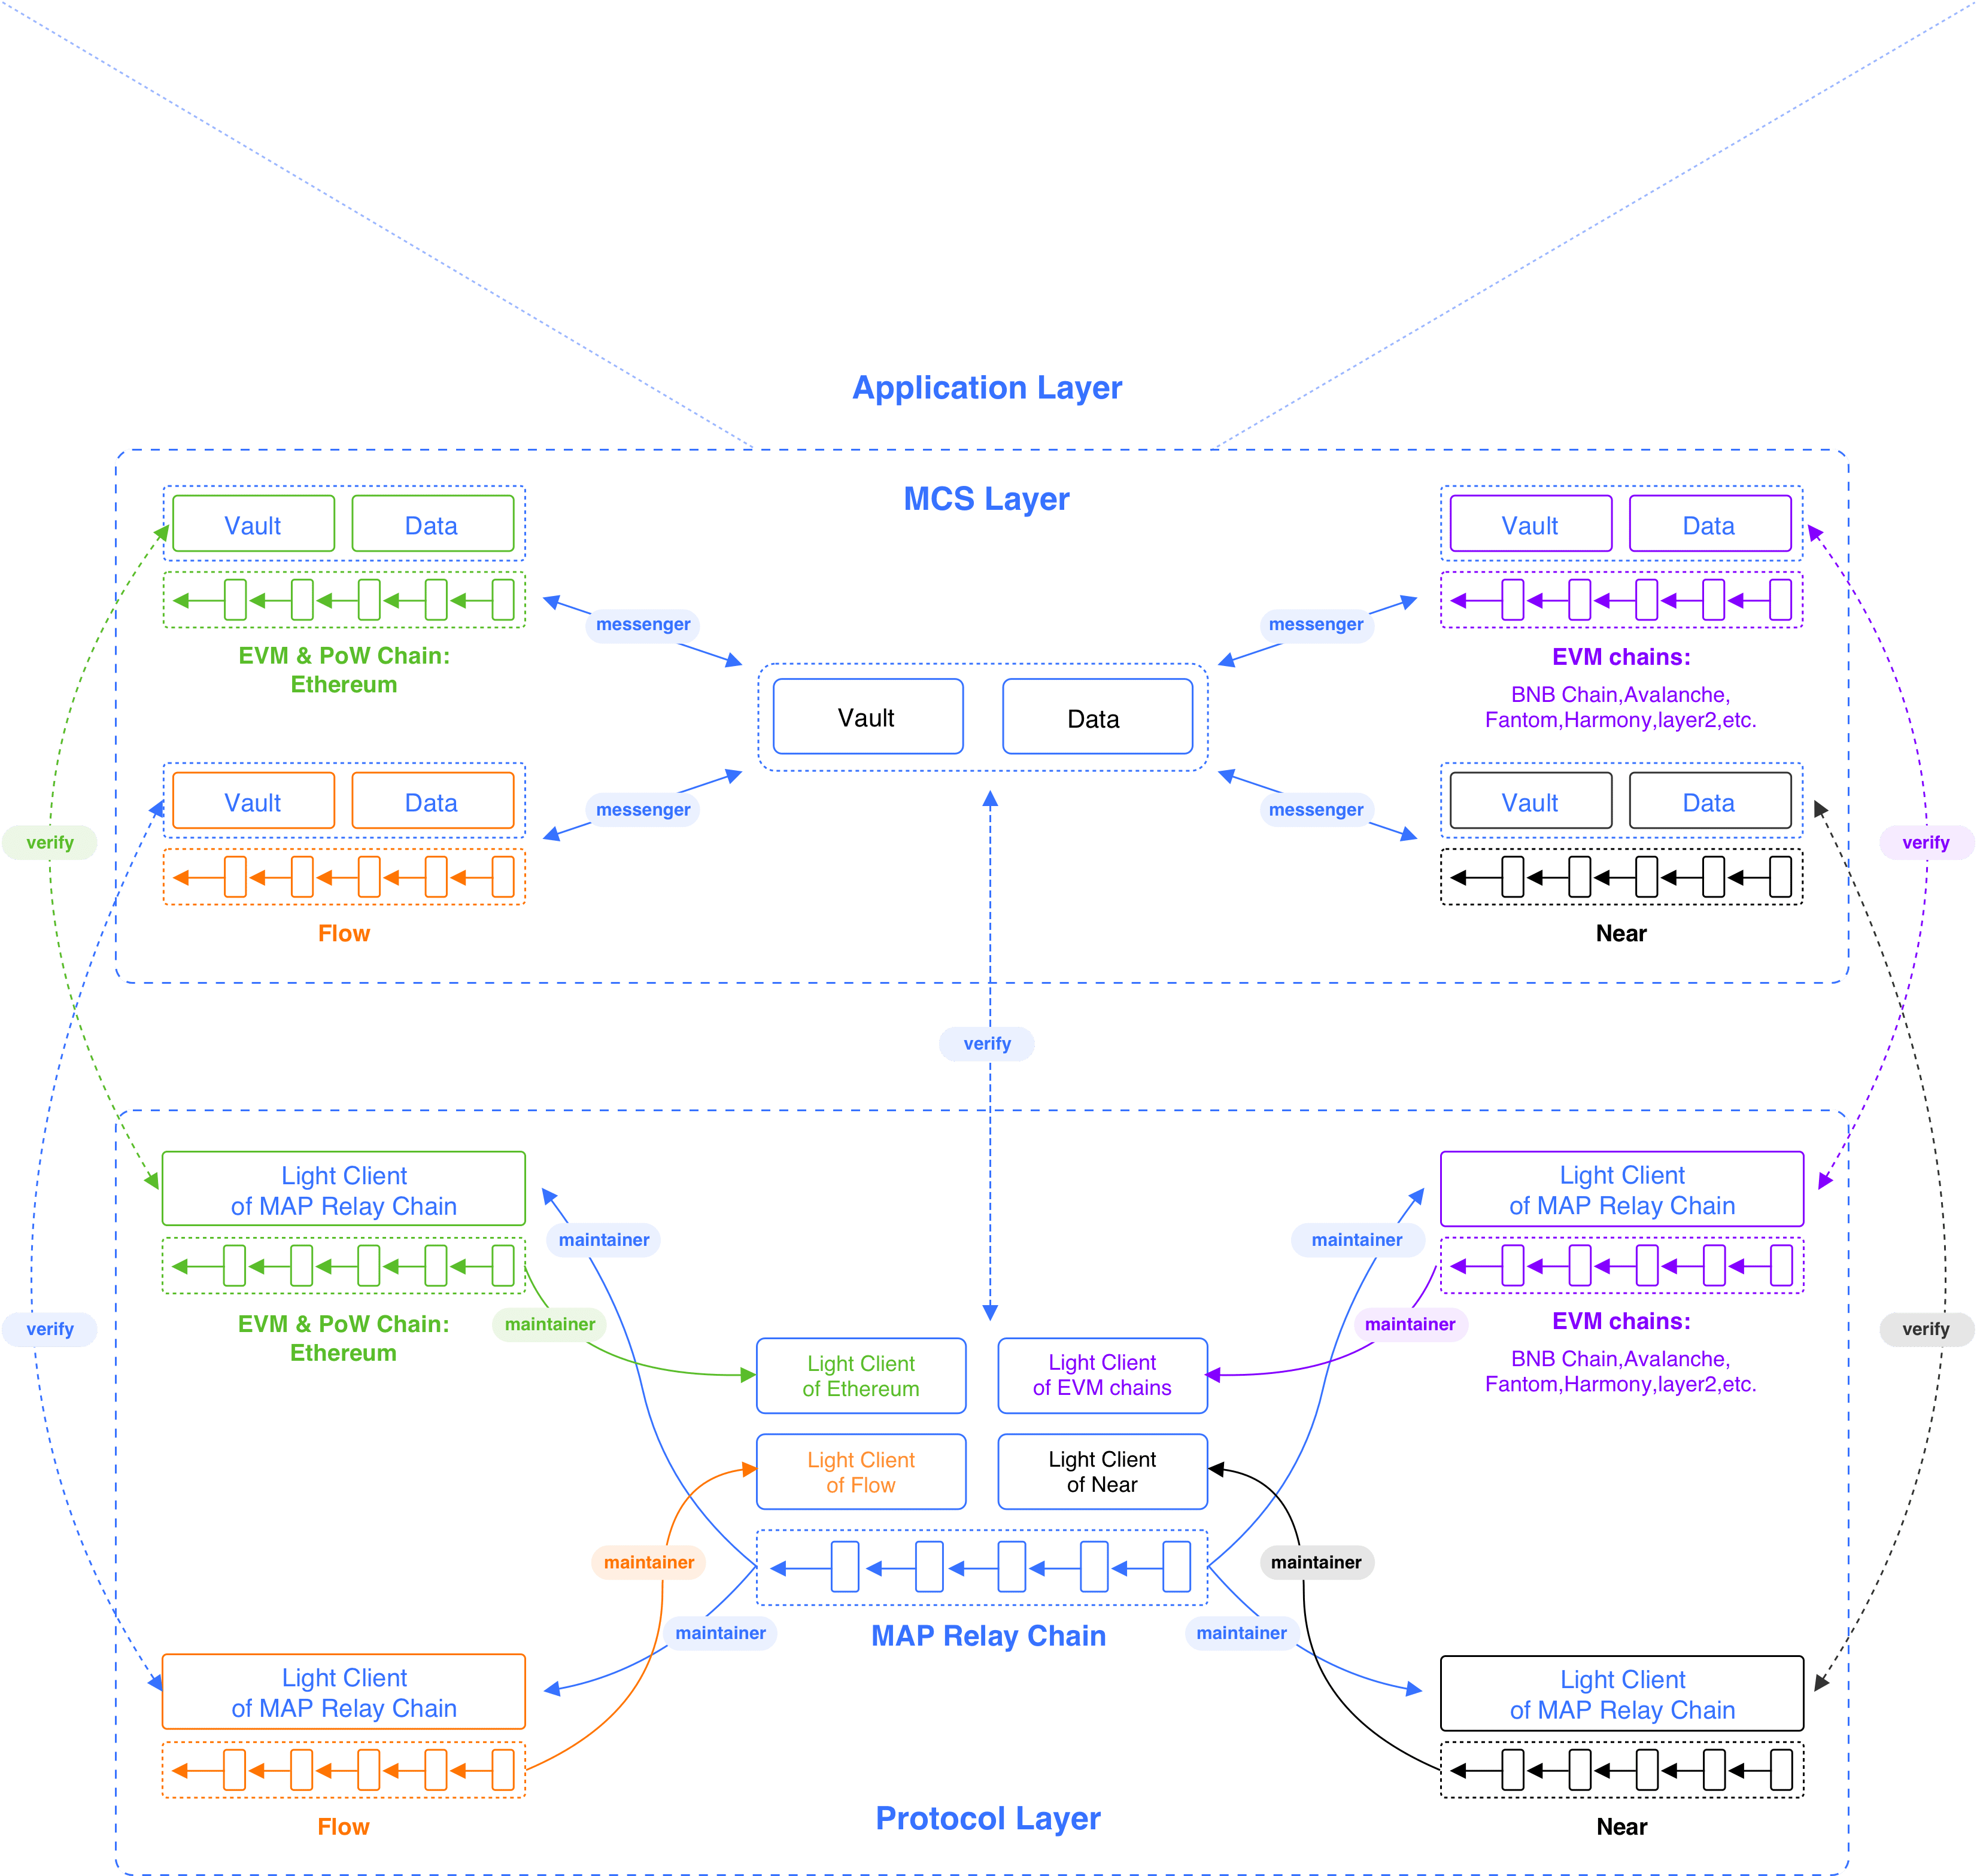 Application Layer
MCS Layer
Vault
Data
Vault
Data
messenger
messenger
EVM & PoW Chain:
Ethereum
EVM chains:
BNB Chain,Avalanche,
Fantom,Harmony,layer2,etc.
Vault
Data
Vault
Data
messenger
messenger
Vault
Data
verify
verify
Flow
Near
verify
Light Client
of MAP Relay Chain
Light Client
of MAP Relay Chain
maintainer
maintainer
EVM & PoW Chain:
Ethereum
maintainer
maintainer
EVM chains:
BNB Chain,Avalanche,
Fantom,Harmony,layer2,etc.
verify
verify
Light Client
of Ethereum
Light Client
of EVM chains
Light Client
of Flow
Light Client
of Near
maintainer
maintainer
maintainer
MAP Relay Chain
maintainer
Light Client
of MAP Relay Chain
Light Client
of MAP Relay Chain
Flow
Protocol Layer
Near